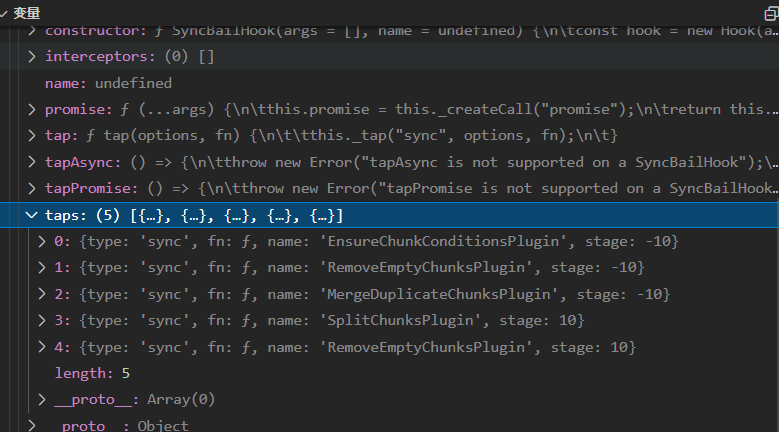 变量
constructor: ƒ SyncBailHook(args = [], name = undefined) {\n\tconst hook = new Hook(a…
interceptors: (0) []
name: undefined
promise: ƒ (...args) {\n\tthis.promise = this._createCall("promise");\n\treturn this.…
tap: ƒ tap(options, fn) {\n\t\tthis._tap("sync", options, fn);\n\t}
tapAsync: () => {\n\tthrow new Error("tapAsync is not supported on a SyncBailHook");\…
tapPromise: () => {\n\tthrow new Error("tapPromise is not supported on a SyncBailHook…
taps: (5) [{…}, {…}, {…}, {…}, {…}]
0: {type: 'sync', fn: ƒ, name: 'EnsureChunkConditionsPlugin', stage: -10}
1: {type: 'sync', fn: ƒ, name: 'RemoveEmptyChunksPlugin', stage: -10}
2: {type: 'sync', fn: ƒ, name: 'MergeDuplicateChunksPlugin', stage: -10}
3: {type: 'sync', fn: ƒ, name: 'SplitChunksPlugin', stage: 10}
4: {type: 'sync', fn: ƒ, name: 'RemoveEmptyChunksPlugin', stage: 10}
length: 5
__proto__: Array(0)
__proto__: Object